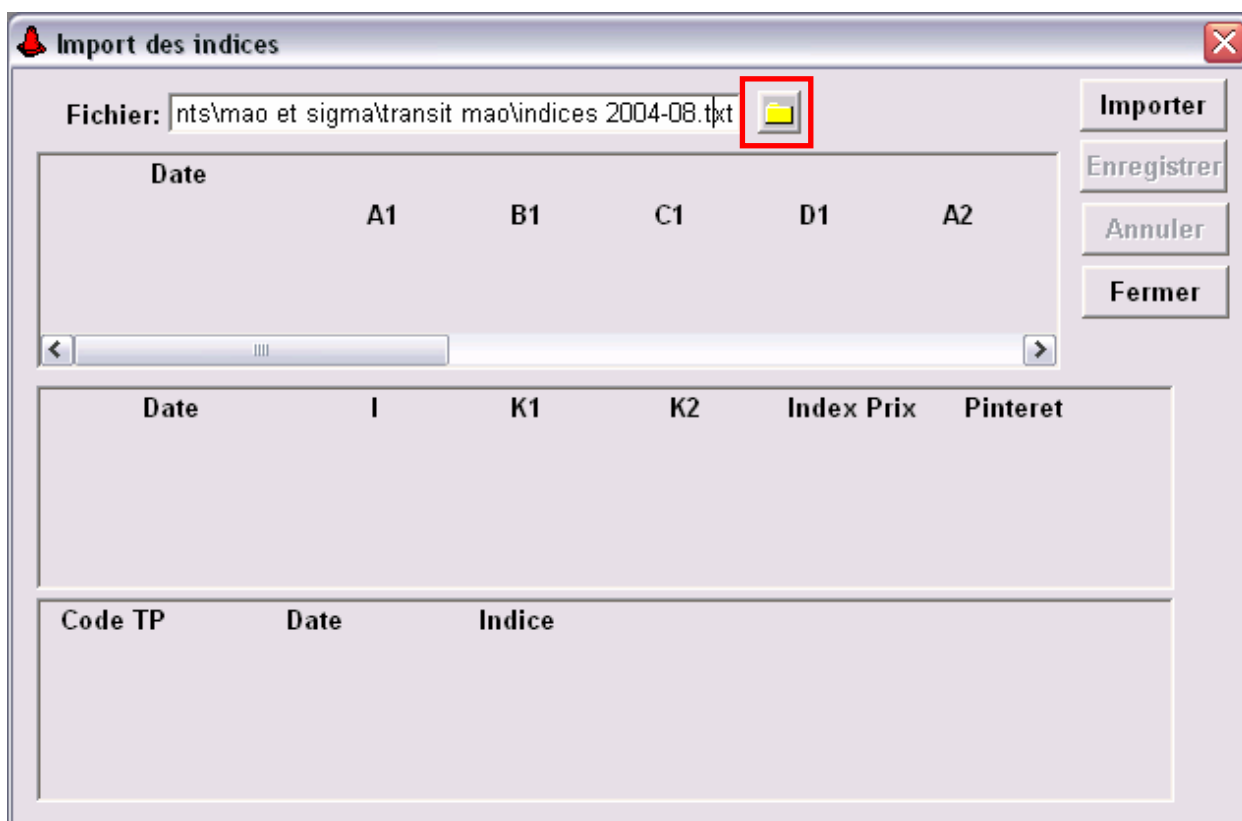 Import des indices
Fichier: nts\mao et sigma\transit mao\indices 2004-08.txt
Importer
Enregistrer
Annuler
Fermer
Date
A1 B1 C1 D1 A2
Date I K1 K2 Index Prix Pinteret
Code TP Date Indice